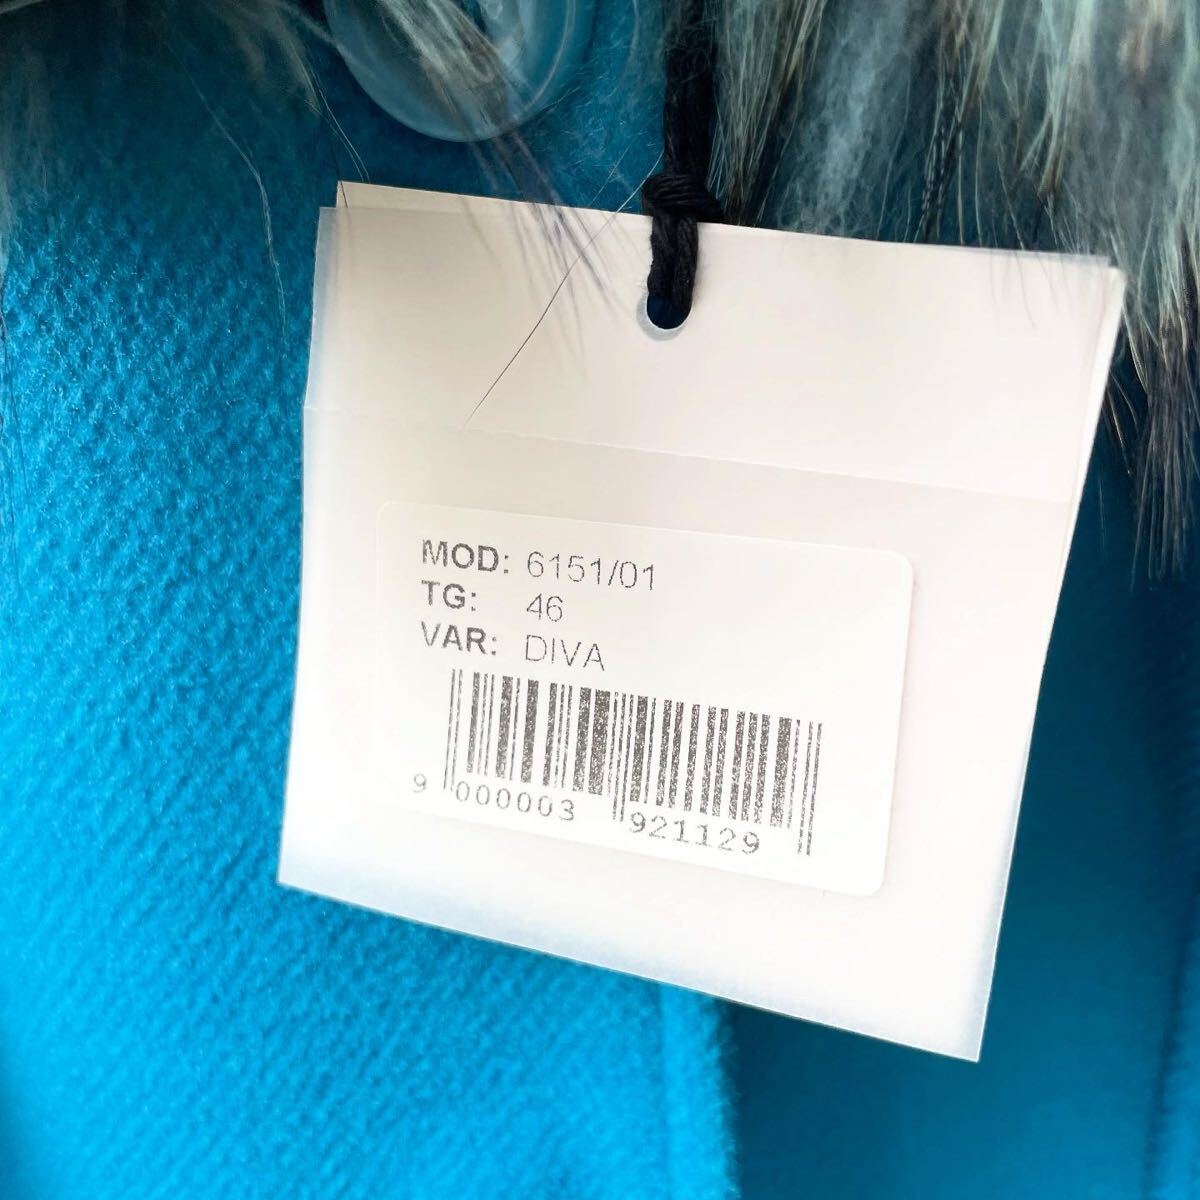 MOD: 6151/01
TG: 46
VAR: DIVA
9 000003 921129